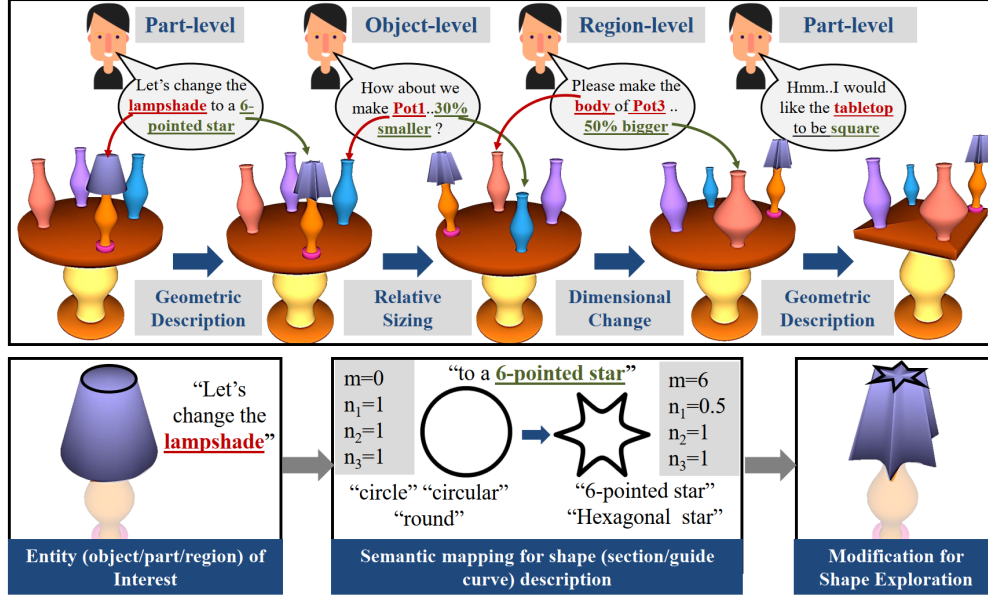 Part-level
Object-level
Region-level
Part-level
Let's change the
lampshade to a 6-
pointed star
How about we
make Pot1..30%
smaller ?
Please make the
body of Pot3 ..
50% bigger
Hmm..I would
like the tabletop
to be square
Geometric
Description
Relative
Sizing
Dimensional
Change
Geometric
Description
“Let’s
change the
lampshade”
m=0
n1=1
n2=1
n3=1
“to a 6-pointed star”
m=6
n1=0.5
n2=1
n3=1
“circle” “circular”
“round”
“6-pointed star”
“Hexagonal star”
Entity (object/part/region) of
Interest
Semantic mapping for shape (section/guide
curve) description
Modification for
Shape Exploration